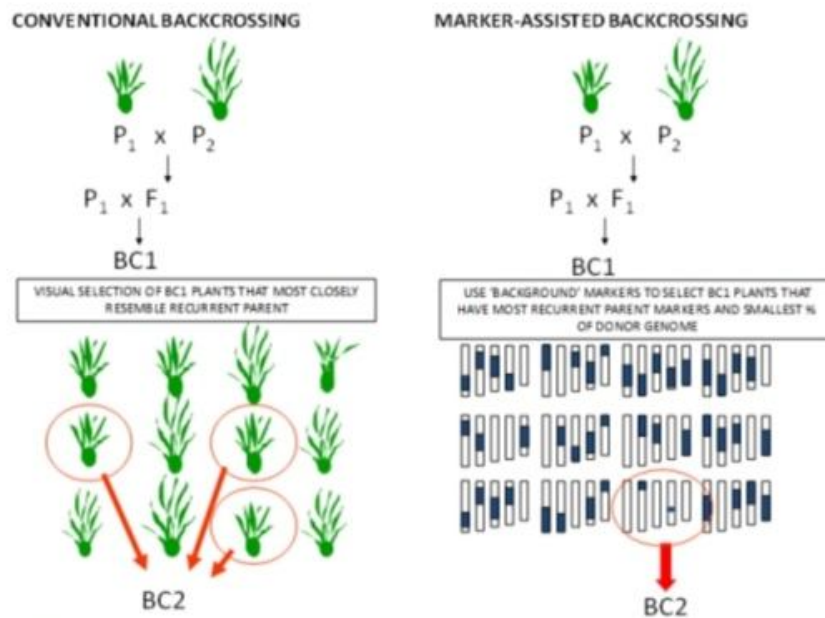 CONVENTIONAL BACKCROSSING
P1 x P2
P1 x F1
BC1
VISUAL SELECTION OF BC1 PLANTS THAT MOST CLOSELY
RESEMBLE RECURRENT PARENT
BC2
MARKER-ASSISTED BACKCROSSING
P1 x P2
P1 x F1
BC1
USE 'BACKGROUND' MARKERS TO SELECT BC1 PLANTS THAT
HAVE MOST RECURRENT PARENT MARKERS AND SMALLEST %
OF DONOR GENOME
BC2